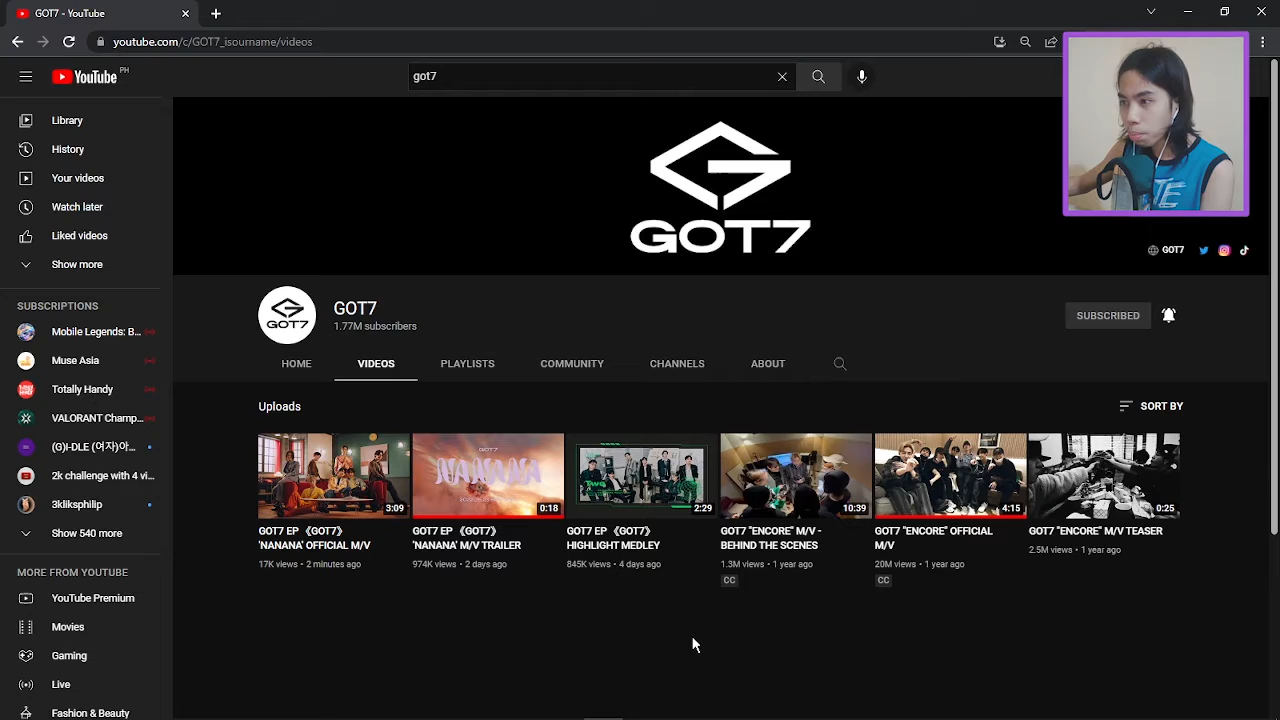 GOT7 - YouTube
youtube.com/c/GOT7_isourname/videos
YouTube PH
got7
Library
History
Your videos
Watch later
Liked videos
Show more
SUBSCRIPTIONS
Mobile Legends: B...
Muse Asia
Totally Handy
VALORANT Champ...
(G)I-DLE (여자)아...
2k challenge with 4 vi...
3kliksphilip
Show 540 more
MORE FROM YOUTUBE
YouTube Premium
Movies
Gaming
Live
Fashion & Beauty
GOT7
GOT7
GOT7
1.77M subscribers
SUBSCRIBED
HOME VIDEOS PLAYLISTS COMMUNITY CHANNELS ABOUT
Uploads
SORT BY
3:09
GOT7 EP 《GOT7》
'NANANA' OFFICIAL M/V
17K views • 2 minutes ago
GOT7
NANANA
0:18
GOT7 EP 《GOT7》
'NANANA' M/V TRAILER
974K views • 2 days ago
2:29
GOT7 EP 《GOT7》
HIGHLIGHT MEDLEY
845K views • 4 days ago
10:39
GOT7 "ENCORE" M/V -
BEHIND THE SCENES
1.3M views • 1 year ago
CC
4:15
GOT7 "ENCORE" OFFICIAL
M/V
20M views • 1 year ago
CC
0:25
GOT7 "ENCORE" M/V TEASER
2.5M views • 1 year ago